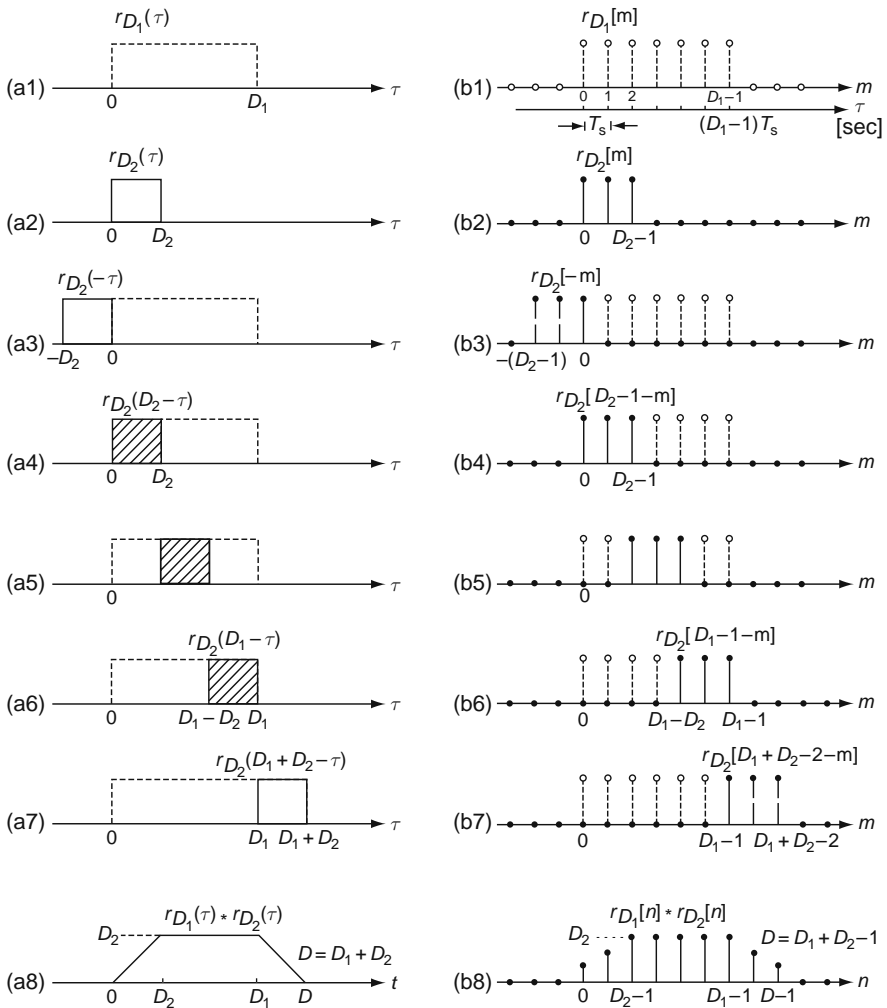 r_{D_1}(τ)
(a1)
0
D_1
τ
r_{D_1}[m]
(b1)
0 1 2 D_1−1
m
τ
T_s
(D_1−1)T_s
[sec]
r_{D_2}(τ)
(a2)
0
D_2
τ
r_{D_2}[m]
(b2)
0 D_2−1
m
r_{D_2}(−τ)
(a3)
−D_2
0
τ
r_{D_2}[−m]
(b3)
−(D_2−1) 0
m
r_{D_2}(D_2−τ)
(a4)
0
D_2
τ
r_{D_2}[D_2−1−m]
(b4)
0 D_2−1
m
(a5)
0
τ
(b5)
0
m
r_{D_2}(D_1−τ)
(a6)
0
D_1−D_2 D_1
τ
r_{D_2}[D_1−1−m]
(b6)
0
D_1−D_2 D_1−1
m
r_{D_2}(D_1+D_2−τ)
(a7)
0
D_1 D_1+D_2
τ
r_{D_2}[D_1+D_2−2−m]
(b7)
0
D_1−1 D_1+D_2−2
m
r_{D_1}(τ) * r_{D_2}(τ)
D_2
D=D_1+D_2
(a8)
0 D_2 D_1 D
t
r_{D_1}[n] * r_{D_2}[n]
D_2
D=D_1+D_2−1
(b8)
0 D_2−1 D_1−1 D−1
n